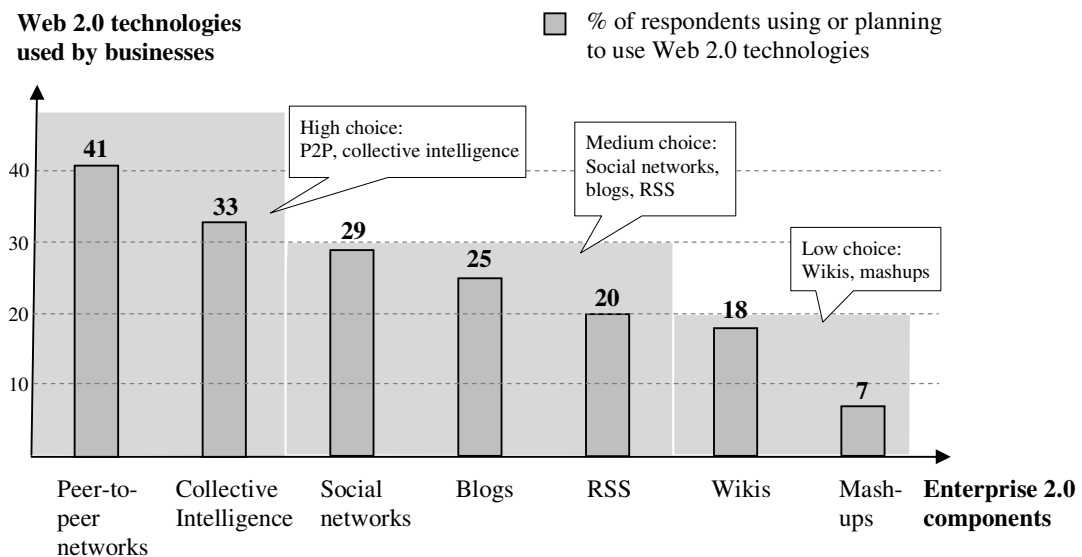 Web 2.0 technologies
used by businesses
% of respondents using or planning
to use Web 2.0 technologies
High choice:
P2P, collective intelligence
Medium choice:
Social networks,
blogs, RSS
Low choice:
Wikis, mashups
40
30
20
10
41
33
29
25
20
18
7
Peer-to-
peer
networks
Collective
Intelligence
Social
networks
Blogs
RSS
Wikis
Mash-
ups
Enterprise 2.0
components